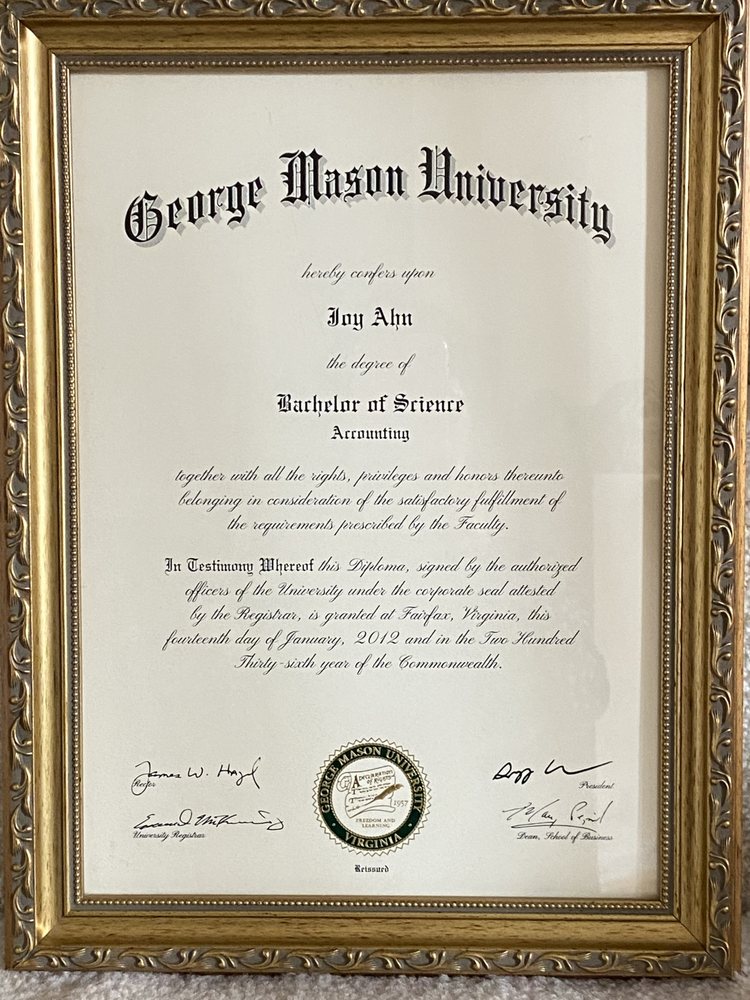 George Mason University
hereby confers upon
Joy Ahn
the degree of
Bachelor of Science
Accounting
together with all the rights, privileges and honors thereunto
belonging in consideration of the satisfactory fulfillment of
the requirements prescribed by the Faculty.
In Testimony Whereof this Diploma, signed by the authorized
officers of the University under the corporate seal attested
by the Registrar, is granted at Fairfax, Virginia, this
fourteenth day of January, 2012 and in the Two Hundred
Thirty-sixth year of the Commonwealth.
James W. Hazel
Rector
University Registrar
GEORGE MASON UNIVERSITY
A DECLARATION
OF RIGHTS
1957
FREEDOM AND
LEARNING
VIRGINIA
President
Dean, School of Business
Reissued